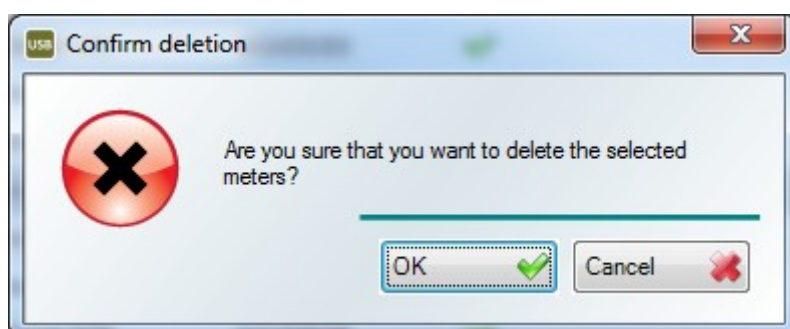 USB Confirm deletion
Are you sure that you want to delete the selected
meters?
OK Cancel